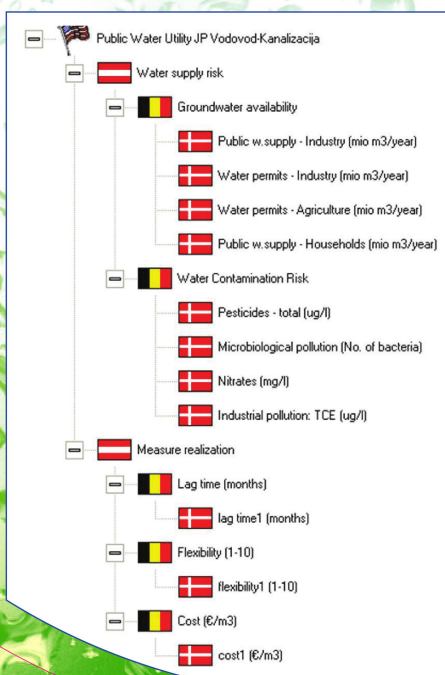 Public Water Utility JP Vodovod-Kanalizacija
Water supply risk
Groundwater availability
Public w.supply - Industry (mio m3/year)
Water permits - Industry (mio m3/year)
Water permits - Agriculture (mio m3/year)
Public w.supply - Households (mio m3/year)
Water Contamination Risk
Pesticides - total (ug/l)
Microbiological pollution (No. of bacteria)
Nitrates (mg/l)
Industrial pollution: TCE (ug/l)
Measure realization
Lag time (months)
lag time1 (months)
Flexibility (1-10)
flexibility1 (1-10)
Cost (€/m3)
cost1 (€/m3)